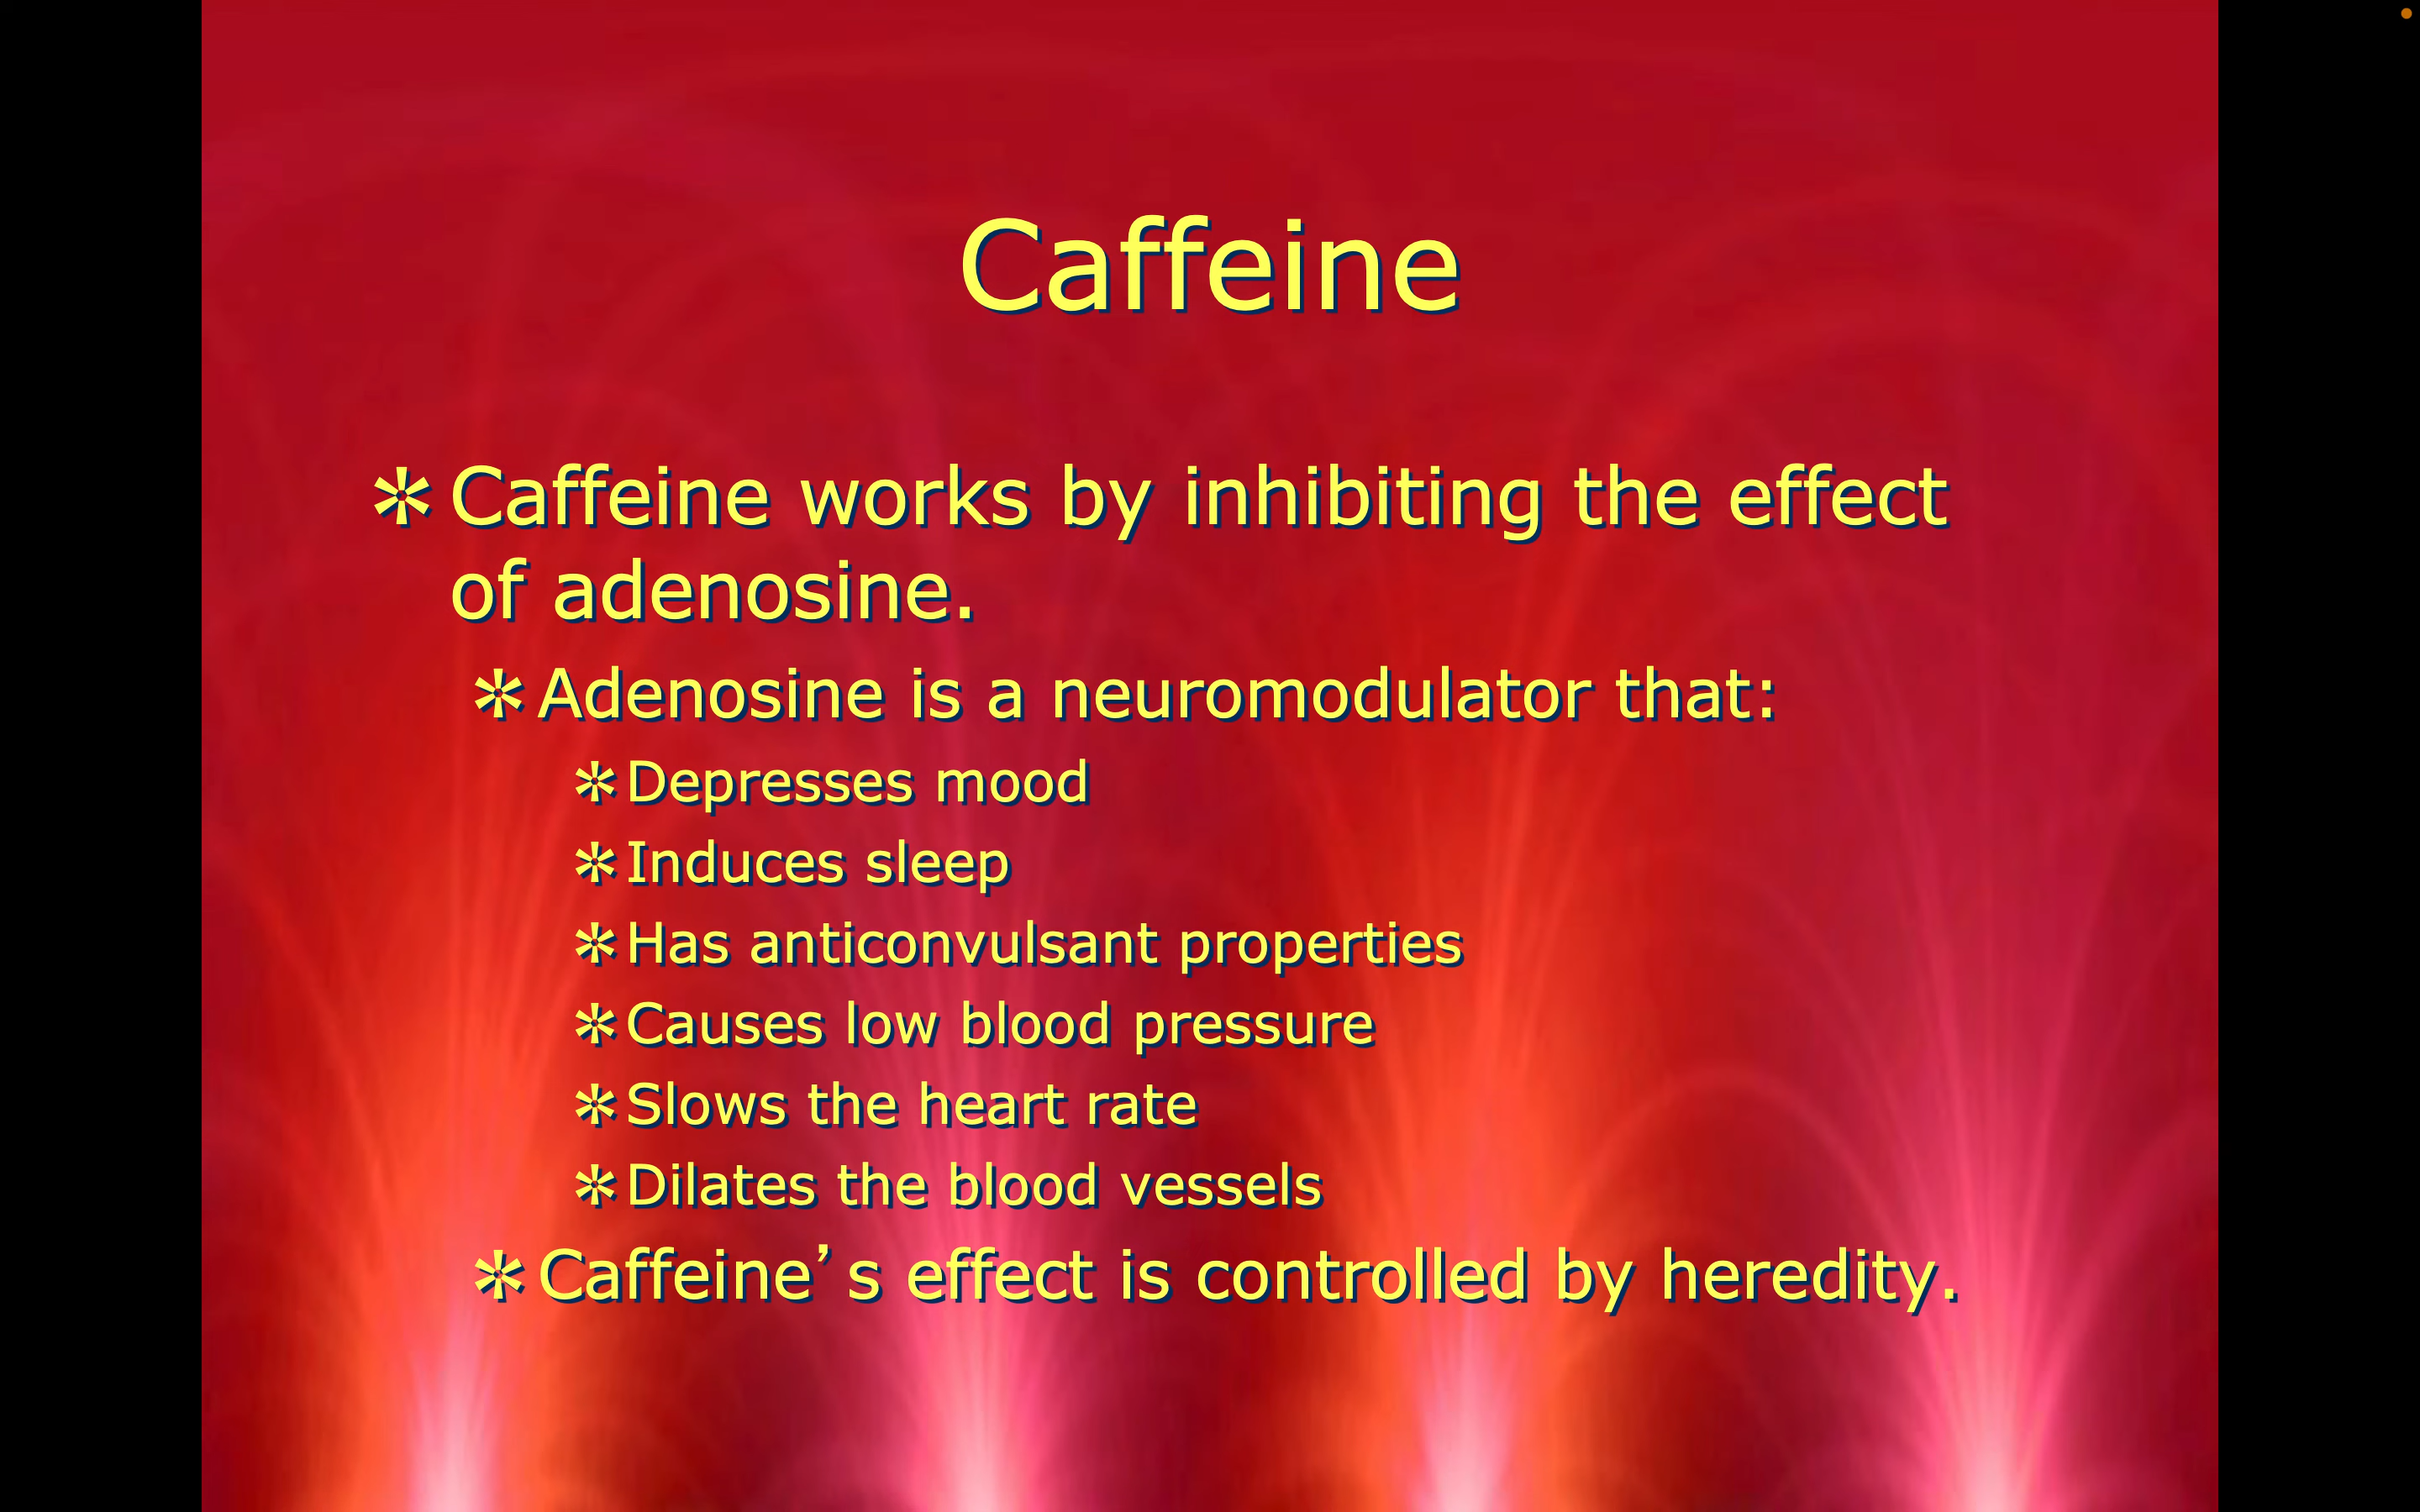 Caffeine
* Caffeine works by inhibiting the effect
of adenosine.
* Adenosine is a neuromodulator that:
* Depresses mood
* Induces sleep
* Has anticonvulsant properties
* Causes low blood pressure
* Slows the heart rate
* Dilates the blood vessels
* Caffeine’s effect is controlled by heredity.